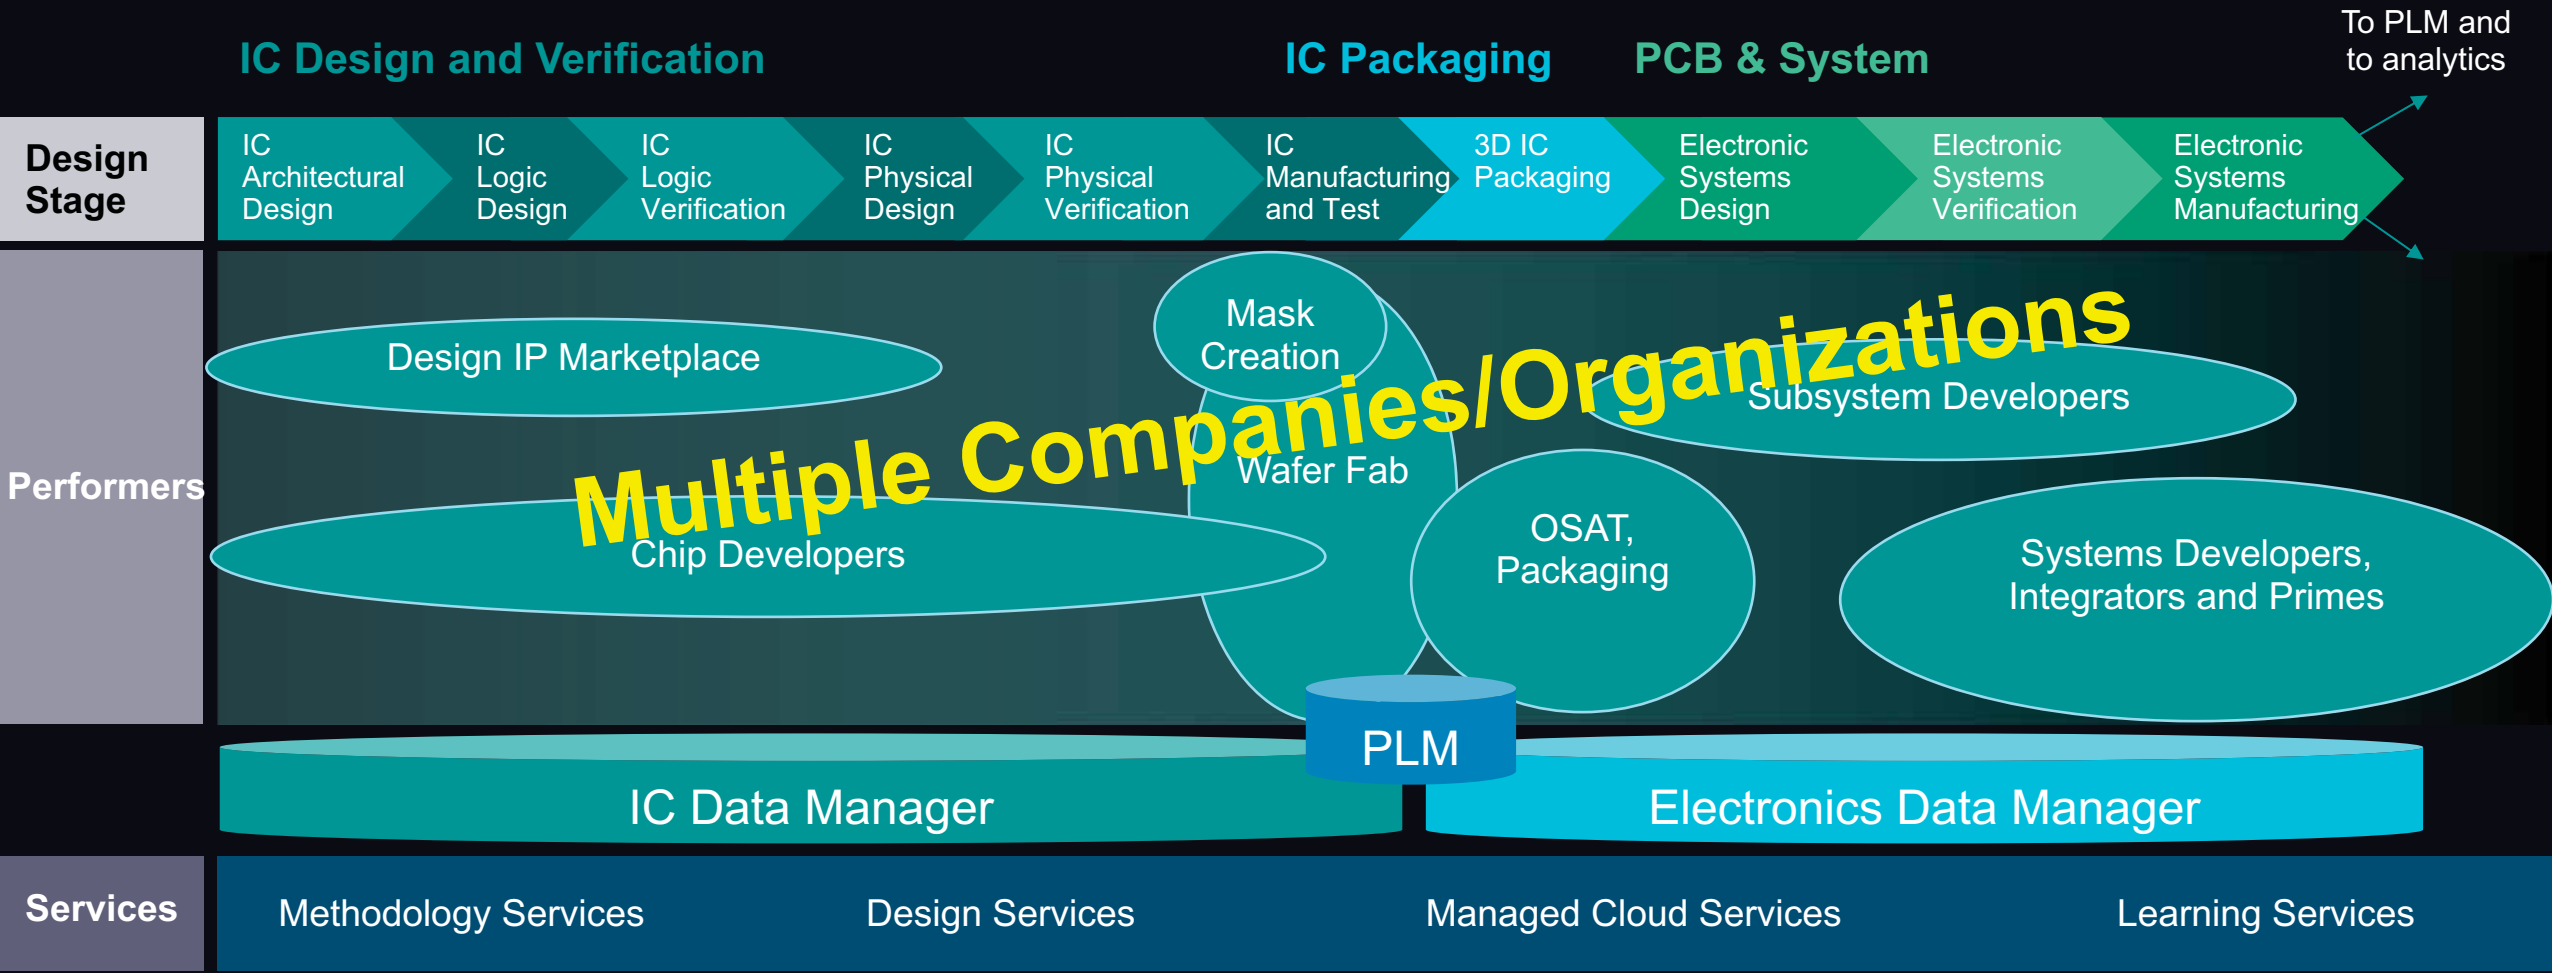 IC Design and Verification
IC Packaging
PCB & System
To PLM and
to analytics
Design
Stage
IC
Architectural
Design
IC
Logic
Design
IC
Logic
Verification
IC
Physical
Design
IC
Physical
Verification
IC
Manufacturing
and Test
3D IC
Packaging
Electronic
Systems
Design
Electronic
Systems
Verification
Electronic
Systems
Manufacturing
Performers
Design IP Marketplace
Mask
Creation
Multiple Companies/Organizations
Subsystem Developers
Wafer Fab
Chip Developers
OSAT,
Packaging
Systems Developers,
Integrators and Primes
PLM
IC Data Manager
Electronics Data Manager
Services
Methodology Services
Design Services
Managed Cloud Services
Learning Services